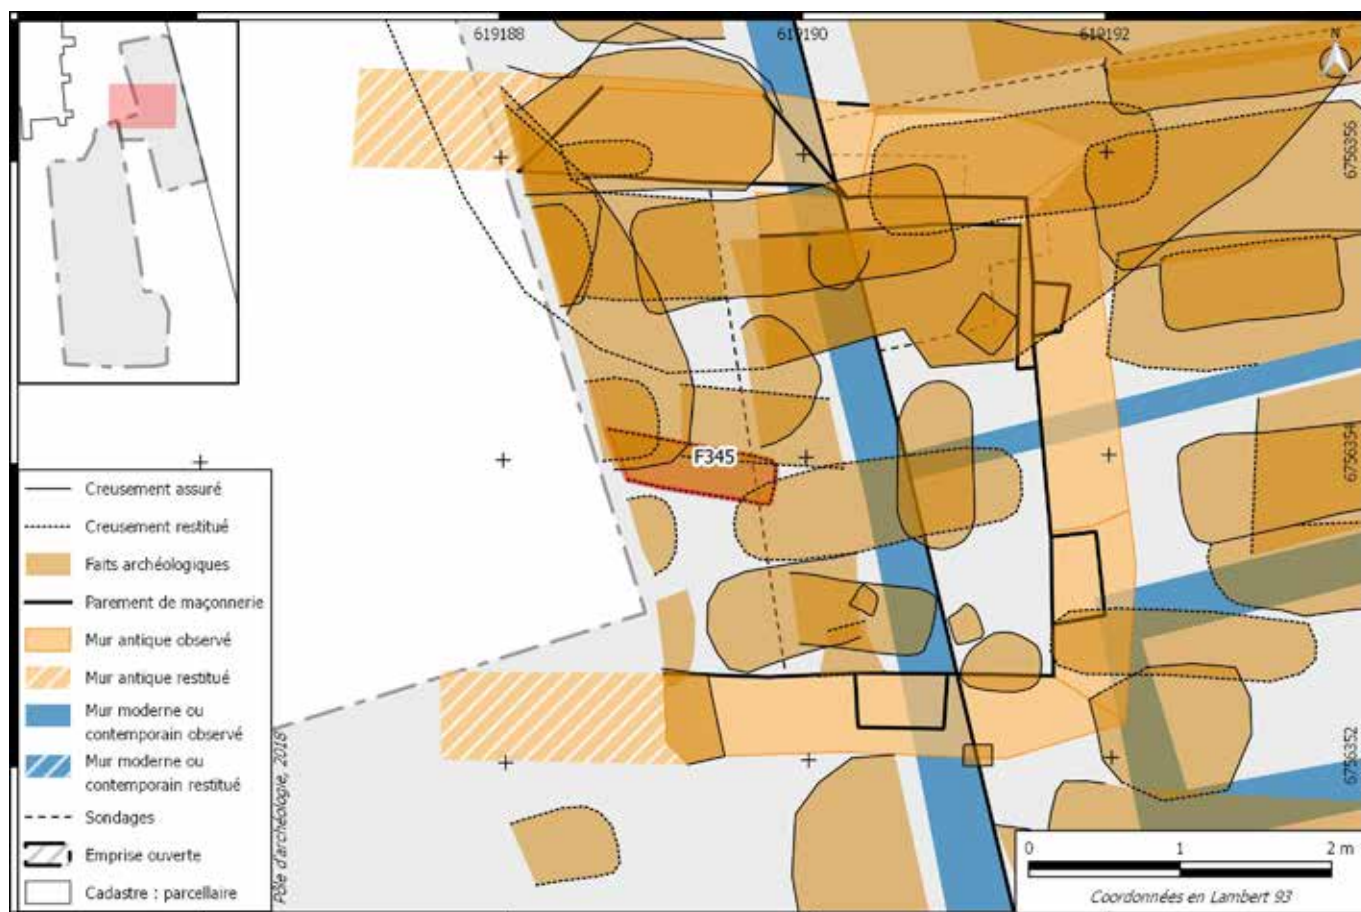 619188
619190
619192
N
6756356
6756354
6756352
F345
Creusement assuré
Creusement restitué
Faits archéologiques
Parement de maçonnerie
Mur antique observé
Mur antique restitué
Mur moderne ou
contemporain observé
Mur moderne ou
contemporain restitué
Sondages
Emprise ouverte
Cadastre : parcellaire
Pôle d'archéologie, 2018
0 1 2 m
Coordonnées en Lambert 93